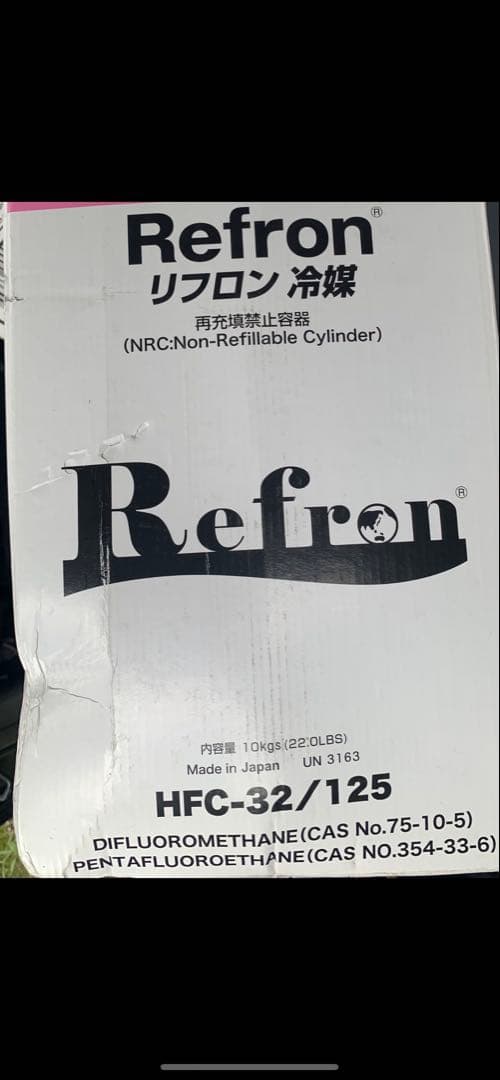 Refron®
リフロン 冷媒
再充填禁止容器
(NRC:Non-Refillable Cylinder)
Refron®
内容量 10kgs (22.0LBS)
Made in Japan UN 3163
HFC-32/125
DIFLUOROMETHANE(CAS No.75-10-5)
PENTAFLUOROETHANE(CAS NO.354-33-6)